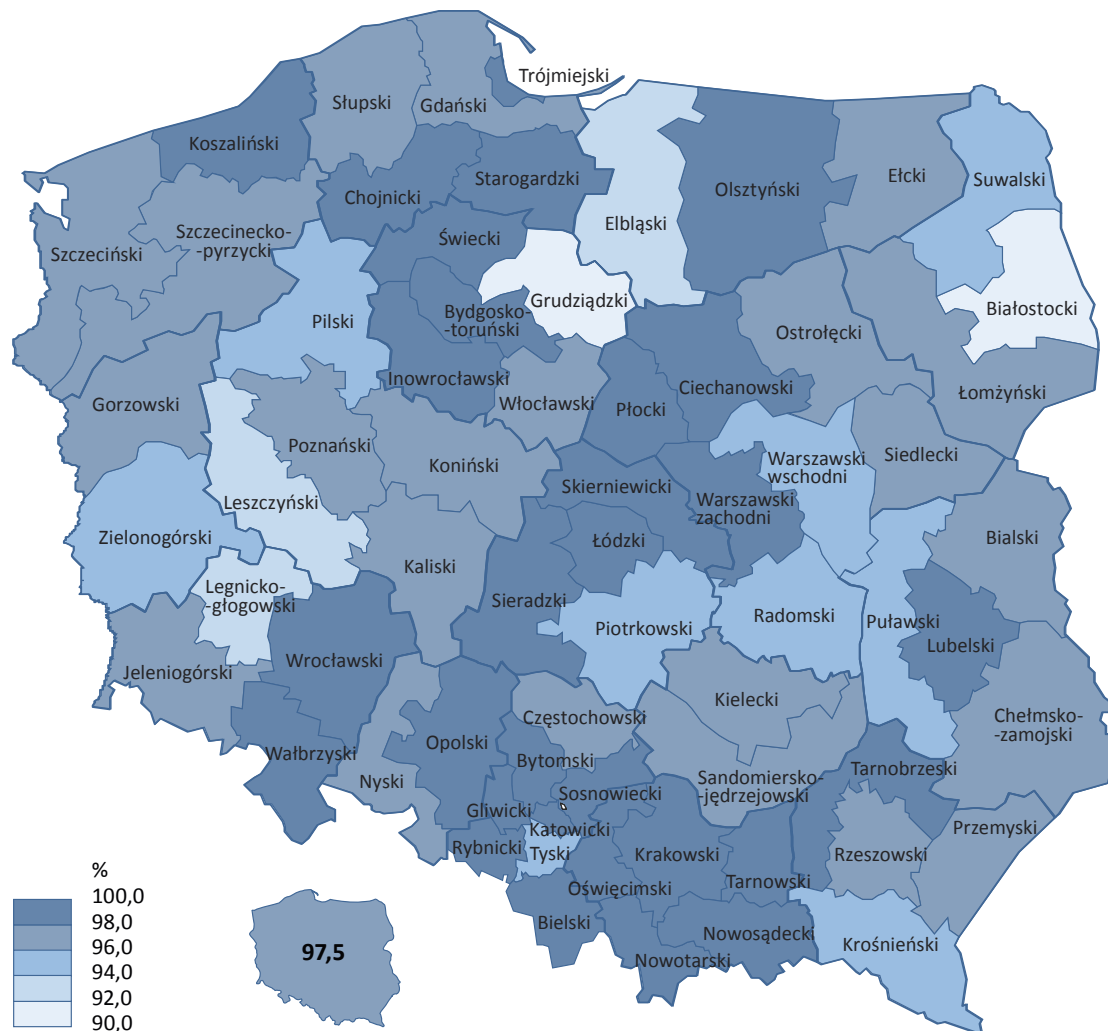 Trójmiejski
Słupski
Gdański
Koszaliński
Starogardzki
Chojnicki
Olsztyński
Ełcki
Suwalski
Elbląski
Szczecinecko-
-pyrzycki
Szczeciński
Świecki
Grudziądzki
Bydgosko-
-toruński
Białostocki
Pilski
Ostrołęcki
Inowrocławski
Ciechanowski
Łomżyński
Gorzowski
Włocławski
Płocki
Poznański
Koniński
Warszawski
wschodni
Siedlecki
Skierniewicki
Leszczyński
Warszawski
zachodni
Zielonogórski
Łódzki
Bialski
Kaliski
Legnicko-
-głogowski
Sieradzki
Piotrkowski
Radomski
Puławski
Lubelski
Wrocławski
Jeleniogórski
Kielecki
Częstochowski
Chełmsko-
-zamojski
Opolski
Wałbrzyski
Bytomski
Tarnobrzeski
Nyski
Sandomiersko-
-jędrzejowski
Sosnowiecki
Gliwicki
Katowicki
Przemyski
Rybnicki
Tyski
Krakowski
Rzeszowski
Tarnowski
Oświęcimski
Bielski
Nowosądecki
Krośnieński
Nowotarski
%
100,0
98,0
96,0
94,0
92,0
90,0
97,5